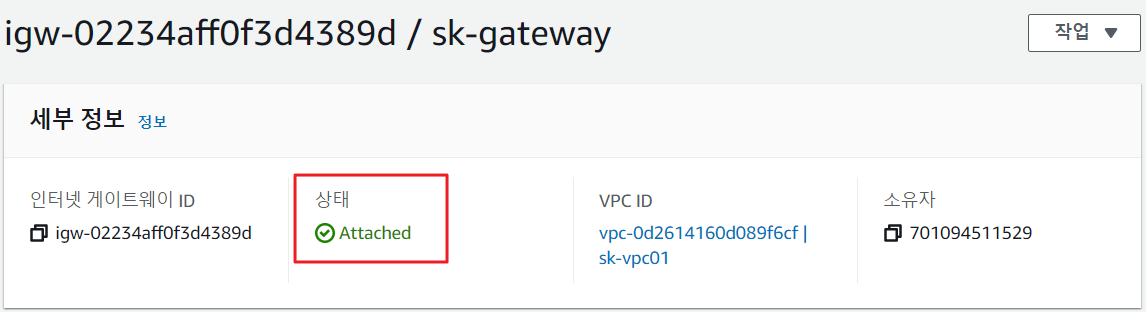 igw-02234aff0f3d4389d / sk-gateway
작업
세부 정보 정보
인터넷 게이트웨이 ID
igw-02234aff0f3d4389d
상태
Attached
VPC ID
vpc-0d2614160d089f6cf |
sk-vpc01
소유자
701094511529